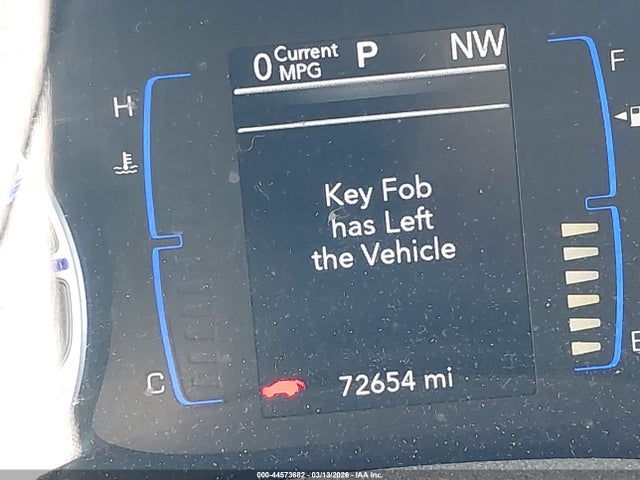 0 Current MPG P NW
H
F
Key Fob
has Left
the Vehicle
C
E
72654 mi
000-44573682 - 03/13/2026 - IAA Inc.